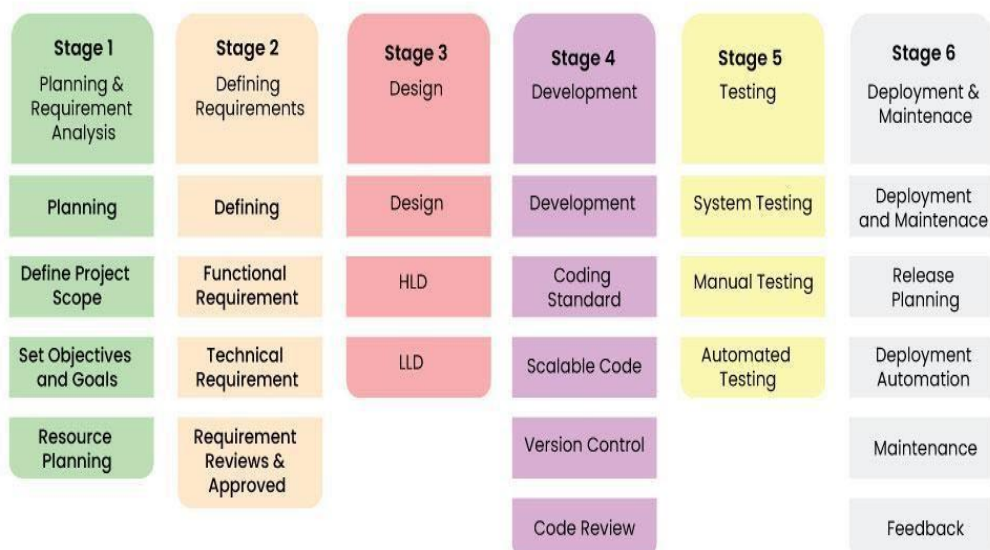 Stage 1
Planning &
Requirement
Analysis
Planning
Define Project
Scope
Set Objectives
and Goals
Resource
Planning
Stage 2
Defining
Requirements
Defining
Functional
Requirement
Technical
Requirement
Requirement
Reviews &
Approved
Stage 3
Design
Design
HLD
LLD
Stage 4
Development
Development
Coding
Standard
Scalable Code
Version Control
Code Review
Stage 5
Testing
System Testing
Manual Testing
Automated
Testing
Stage 6
Deployment &
Maintenace
Deployment
and Maintenace
Release
Planning
Deployment
Automation
Maintenance
Feedback